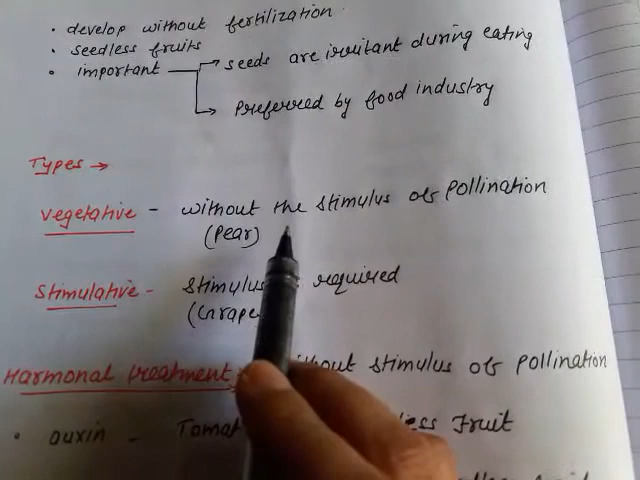 • develop without fertilization
• seedless fruits
• important → seeds are irritant during eating
→ Preferred by food industry
Types →
Vegetative - without the stimulus of Pollination
(Pear)
Stimulative - Stimulus required
(Grape
Harmonal treatment without stimulus of pollination
• auxin - Fruit